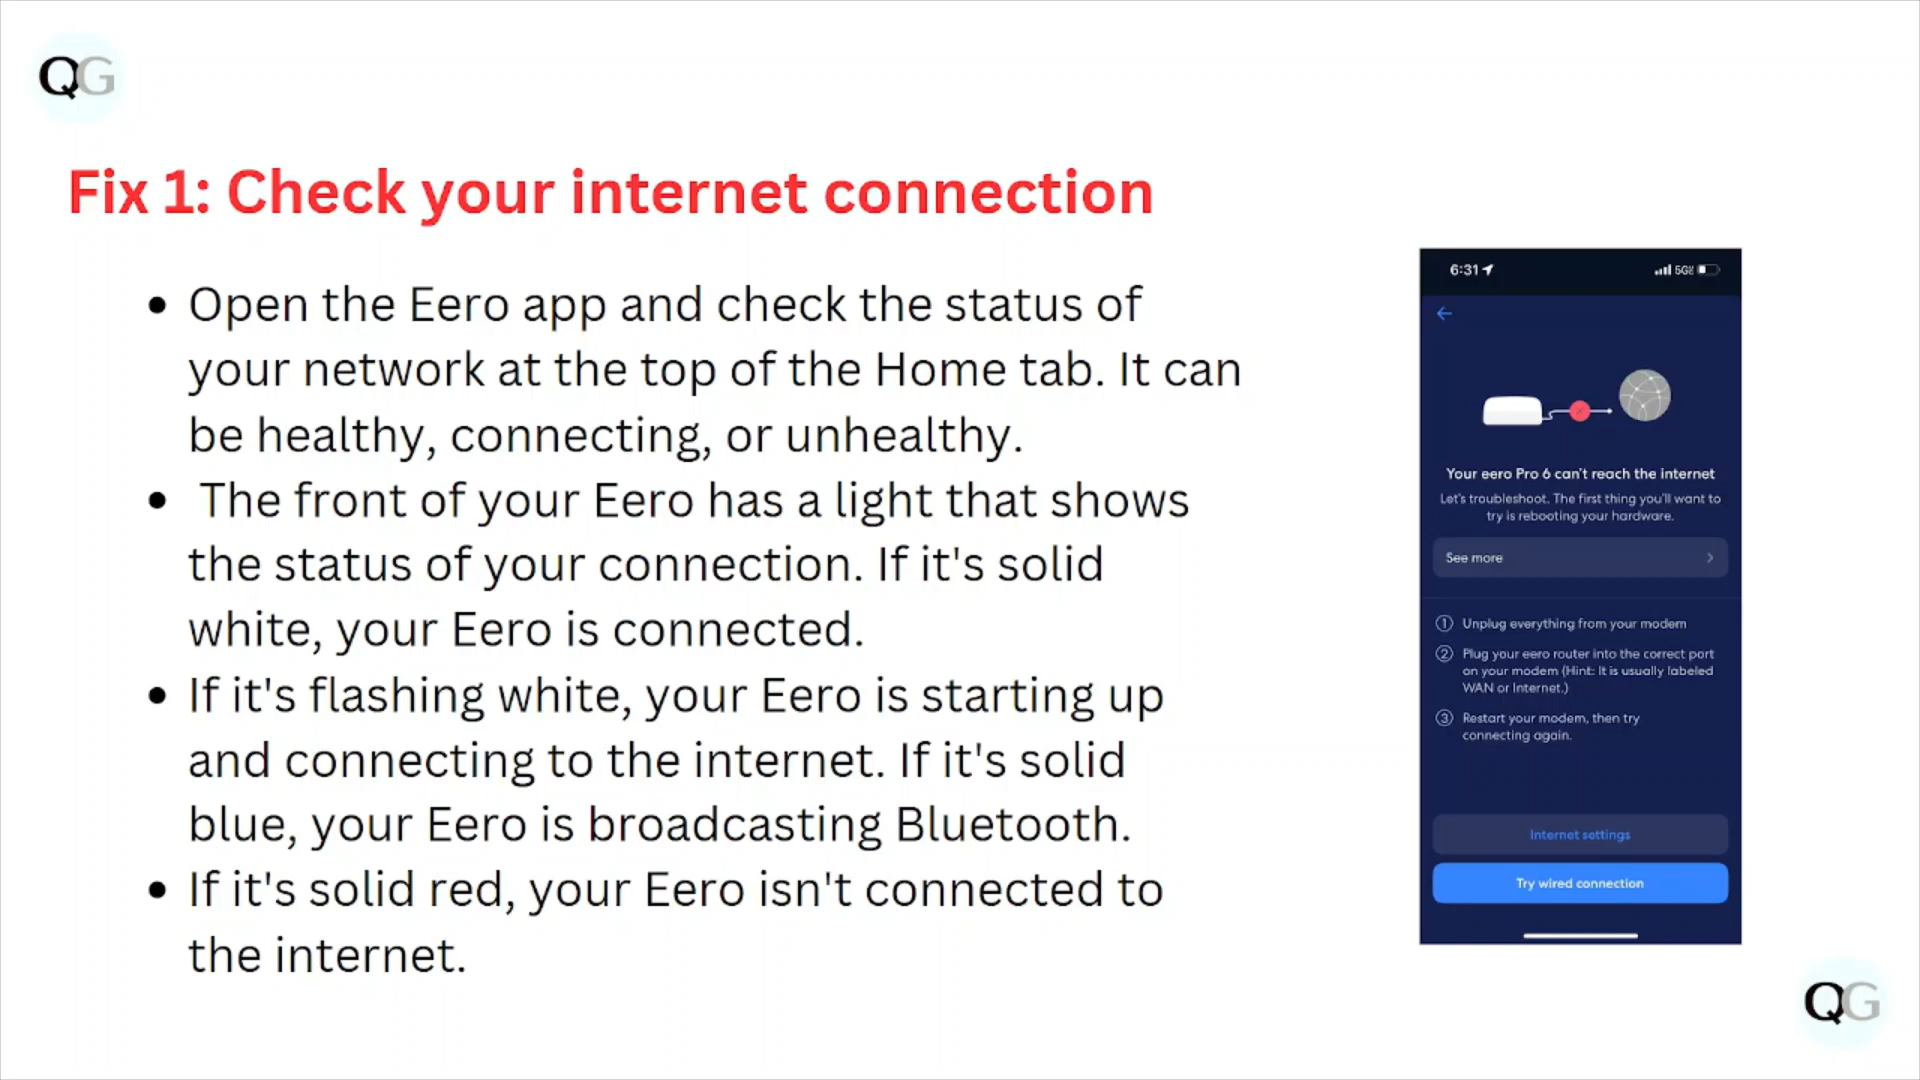 QG
Fix 1: Check your internet connection
• Open the Eero app and check the status of
your network at the top of the Home tab. It can
be healthy, connecting, or unhealthy.
• The front of your Eero has a light that shows
the status of your connection. If it's solid
white, your Eero is connected.
• If it's flashing white, your Eero is starting up
and connecting to the internet. If it's solid
blue, your Eero is broadcasting Bluetooth.
• If it's solid red, your Eero isn't connected to
the internet.
6:31
Your eero Pro 6 can't reach the internet
Let's troubleshoot. The first thing you'll want to
try is rebooting your hardware.
See more
1 Unplug everything from your modem
2 Plug your eero router into the correct port
on your modem (Hint: It is usually labeled
WAN or Internet.)
3 Restart your modem, then try
connecting again.
Internet settings
Try wired connection
QG